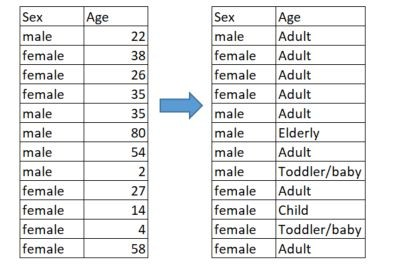 Sex Age Sex Age
male 22 male Adult
female 38 female Adult
female 26 female Adult
female 35 female Adult
male 35 male Adult
male 80 male Elderly
male 54 male Adult
male 2 male Toddler/baby
female 27 female Adult
female 14 female Child
female 4 female Toddler/baby
female 58 female Adult